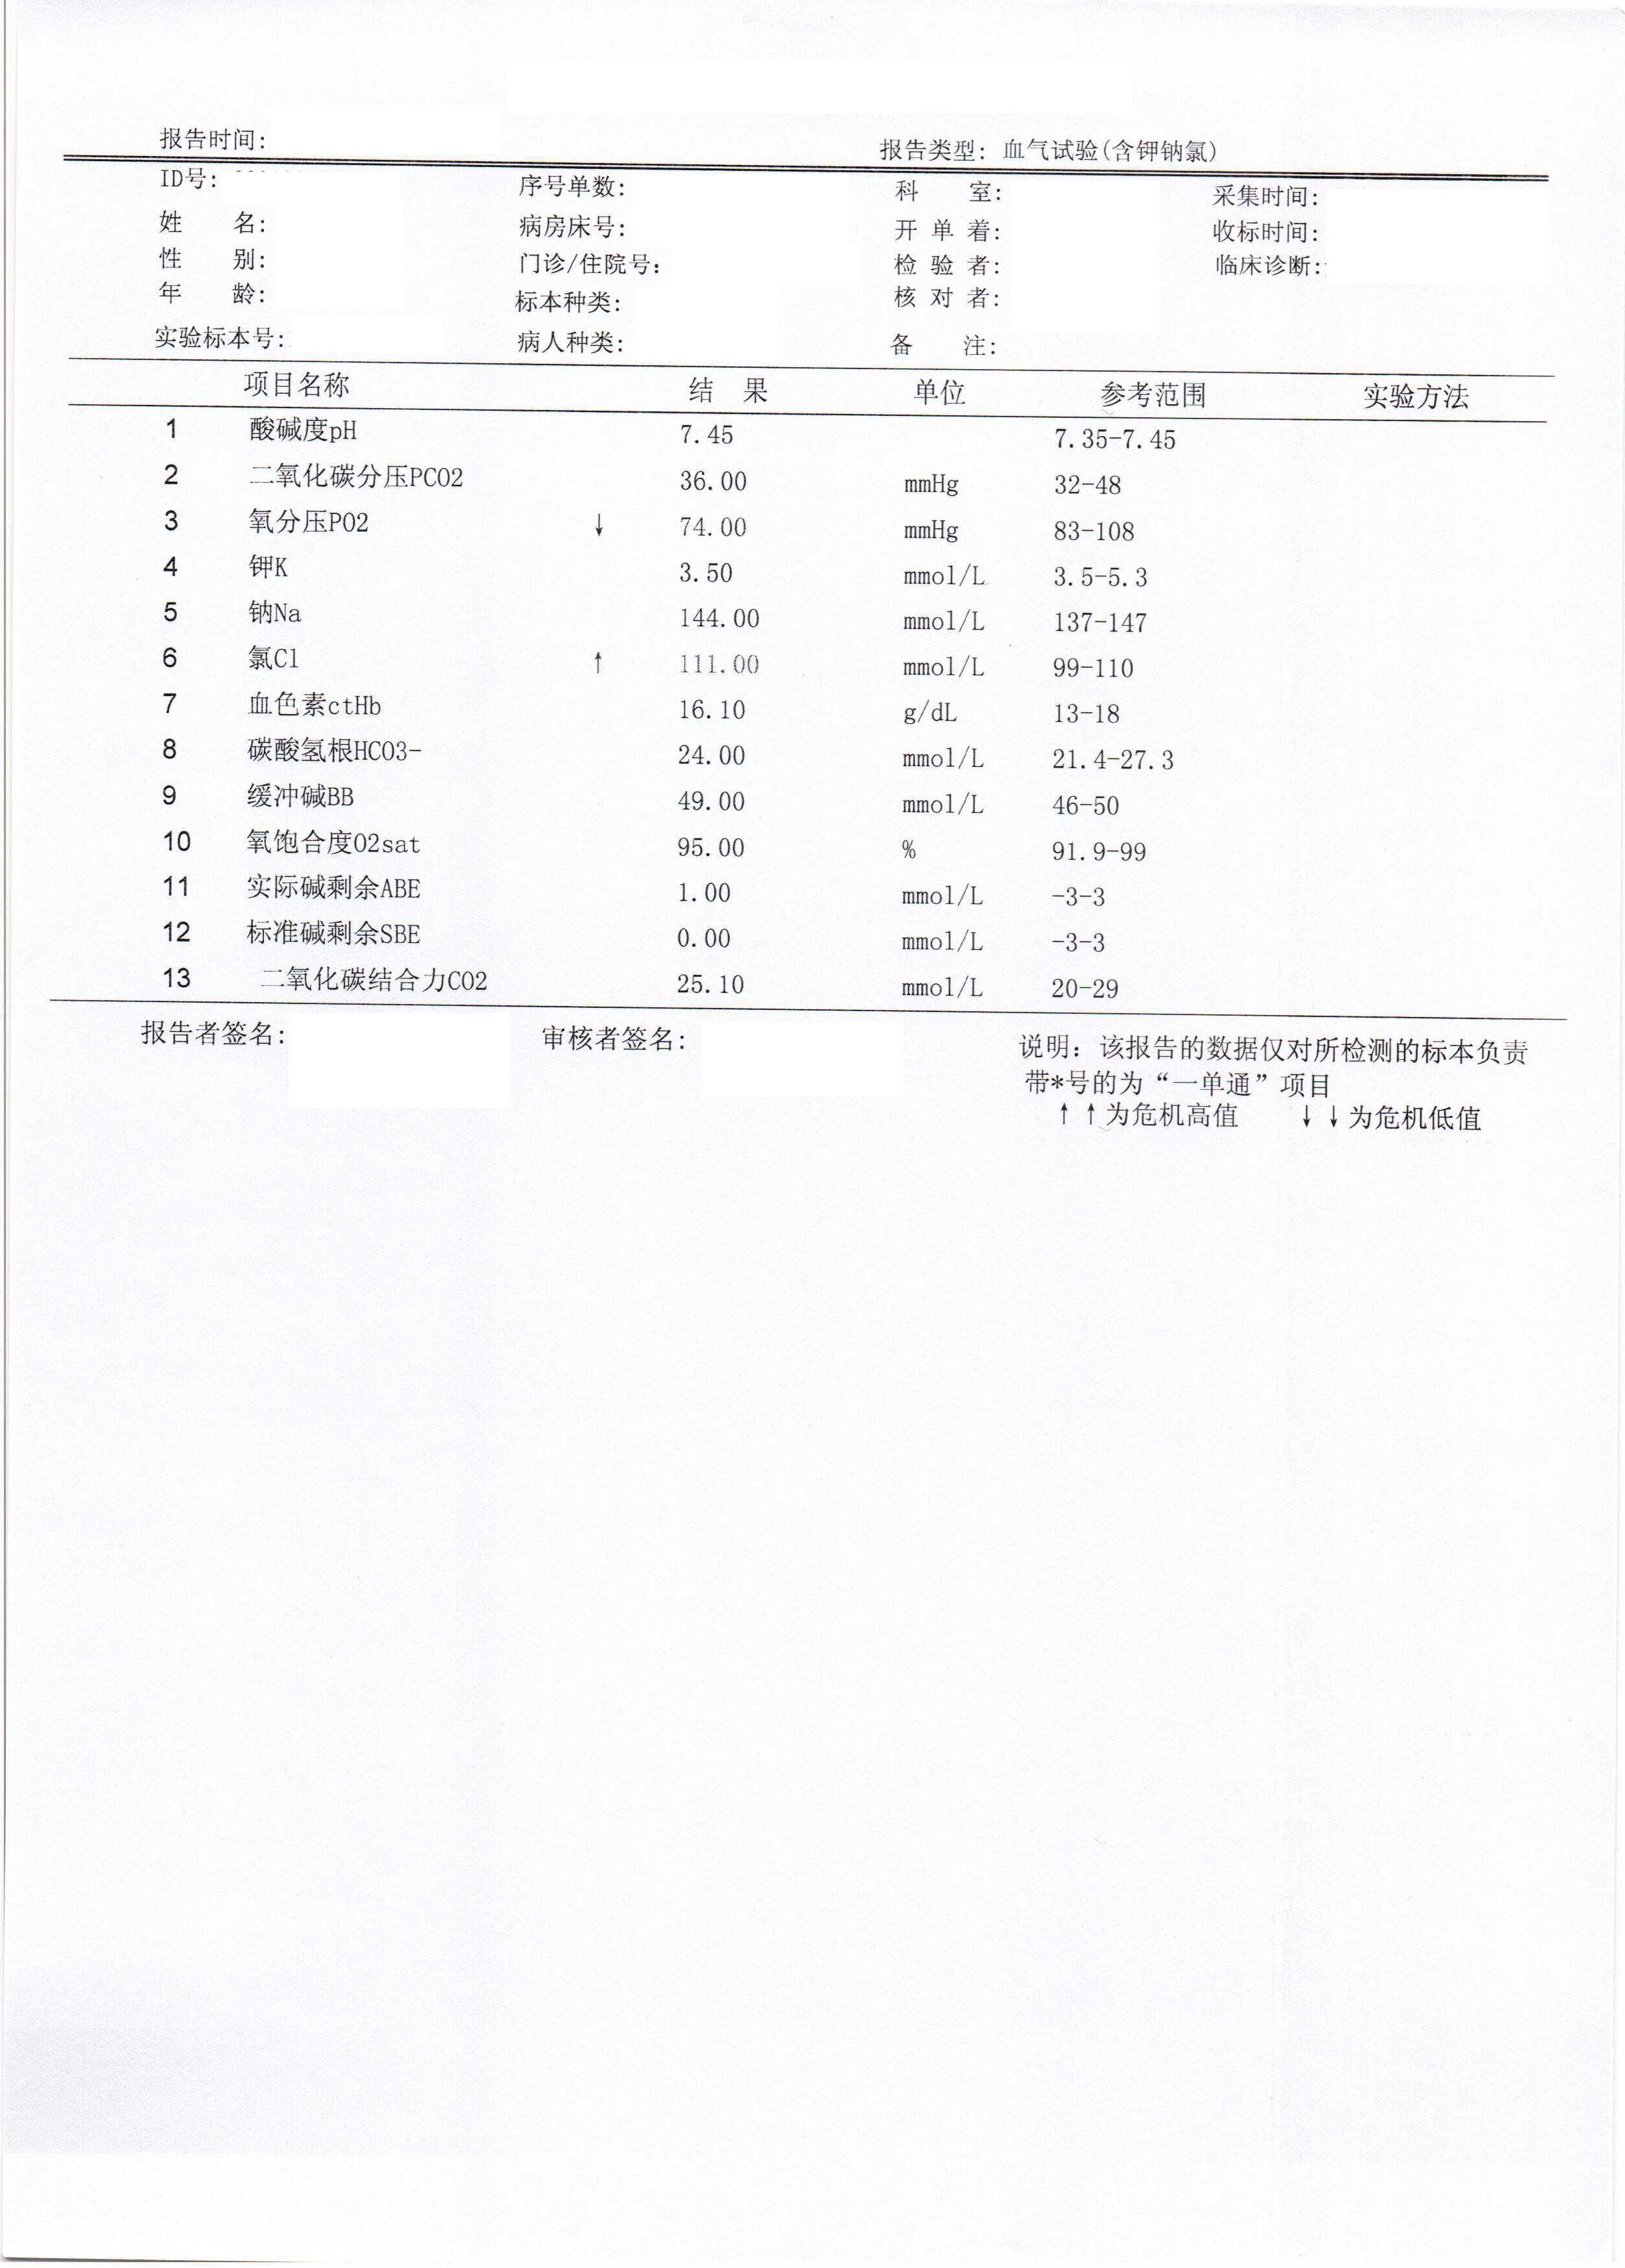 报告时间: 报告类型: 血气试验(含钾钠氯)
ID号: 序号单数: 科 室: 采集时间:
姓 名: 病房床号: 开 单 着: 收标时间:
性 别: 门诊/住院号: 检 验 者: 临床诊断:
年 龄: 标本种类: 核 对 者:
实验标本号: 病人种类: 备 注:
项目名称 结 果 单位 参考范围 实验方法
1 酸碱度pH 7.45 7.35-7.45
2 二氧化碳分压PCO2 36.00 mmHg 32-48
3 氧分压PO2 ↓ 74.00 mmHg 83-108
4 钾K 3.50 mmol/L 3.5-5.3
5 钠Na 144.00 mmol/L 137-147
6 氯Cl ↑ 111.00 mmol/L 99-110
7 血色素ctHb 16.10 g/dL 13-18
8 碳酸氢根HCO3- 24.00 mmol/L 21.4-27.3
9 缓冲碱BB 49.00 mmol/L 46-50
10 氧饱合度O2sat 95.00 % 91.9-99
11 实际碱剩余ABE 1.00 mmol/L -3-3
12 标准碱剩余SBE 0.00 mmol/L -3-3
13 二氧化碳结合力CO2 25.10 mmol/L 20-29
报告者签名: 审核者签名: 说明: 该报告的数据仅对所检测的标本负责
带*号的为“一单通”项目
↑↑为危机高值 ↓↓为危机低值